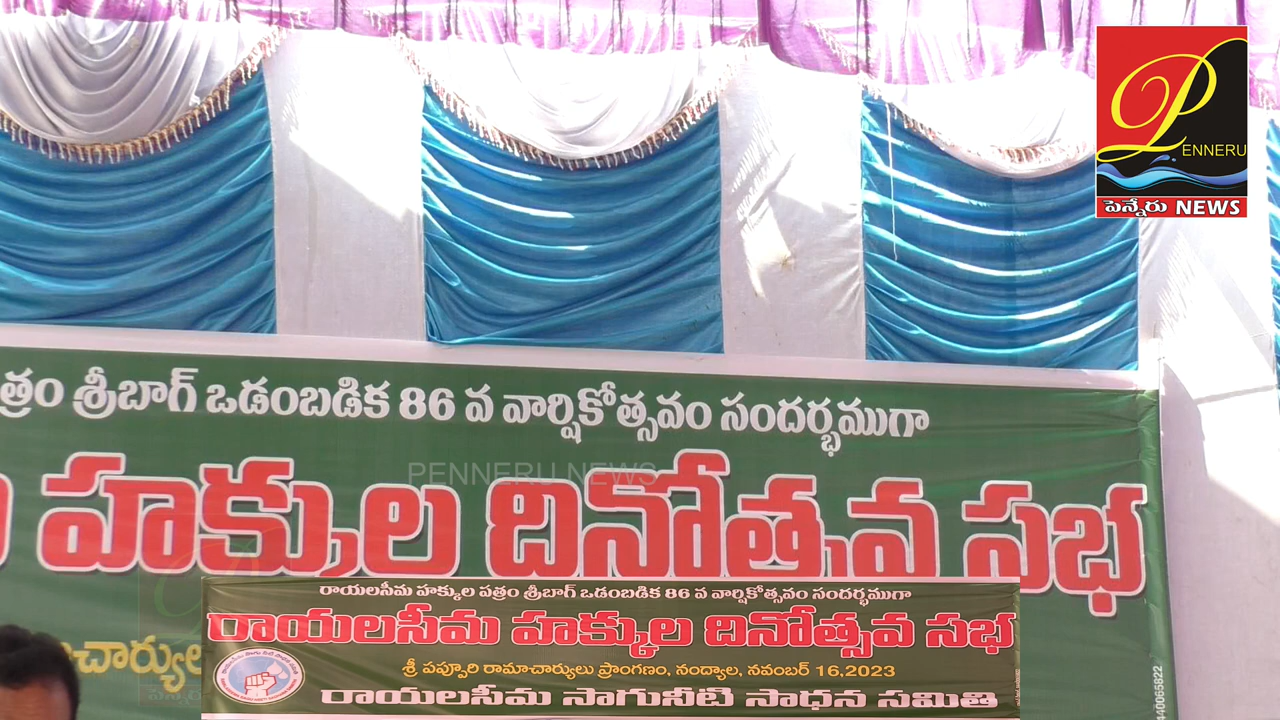 PENNERU
పెన్నేరు NEWS
త్రం శ్రీబాగ్ ఒడంబడిక 86 వ వార్షికోత్సవం సందర్భముగా
హక్కుల దినోత్సవ సభ
PENNERU NEWS
చార్యుల
రాయలసీమ హక్కుల పత్రం శ్రీబాగ్ ఒడంబడిక 86 వ వార్షికోత్సవం సందర్భముగా
రాయలసీమ హక్కుల దినోత్సవ సభ
శ్రీ పప్పూరి రామాచార్యులు ప్రాంగణం, నంద్యాల, నవంబర్ 16,2023
రాయలసీమ సాగునీటి సాధన సమితి
440065822